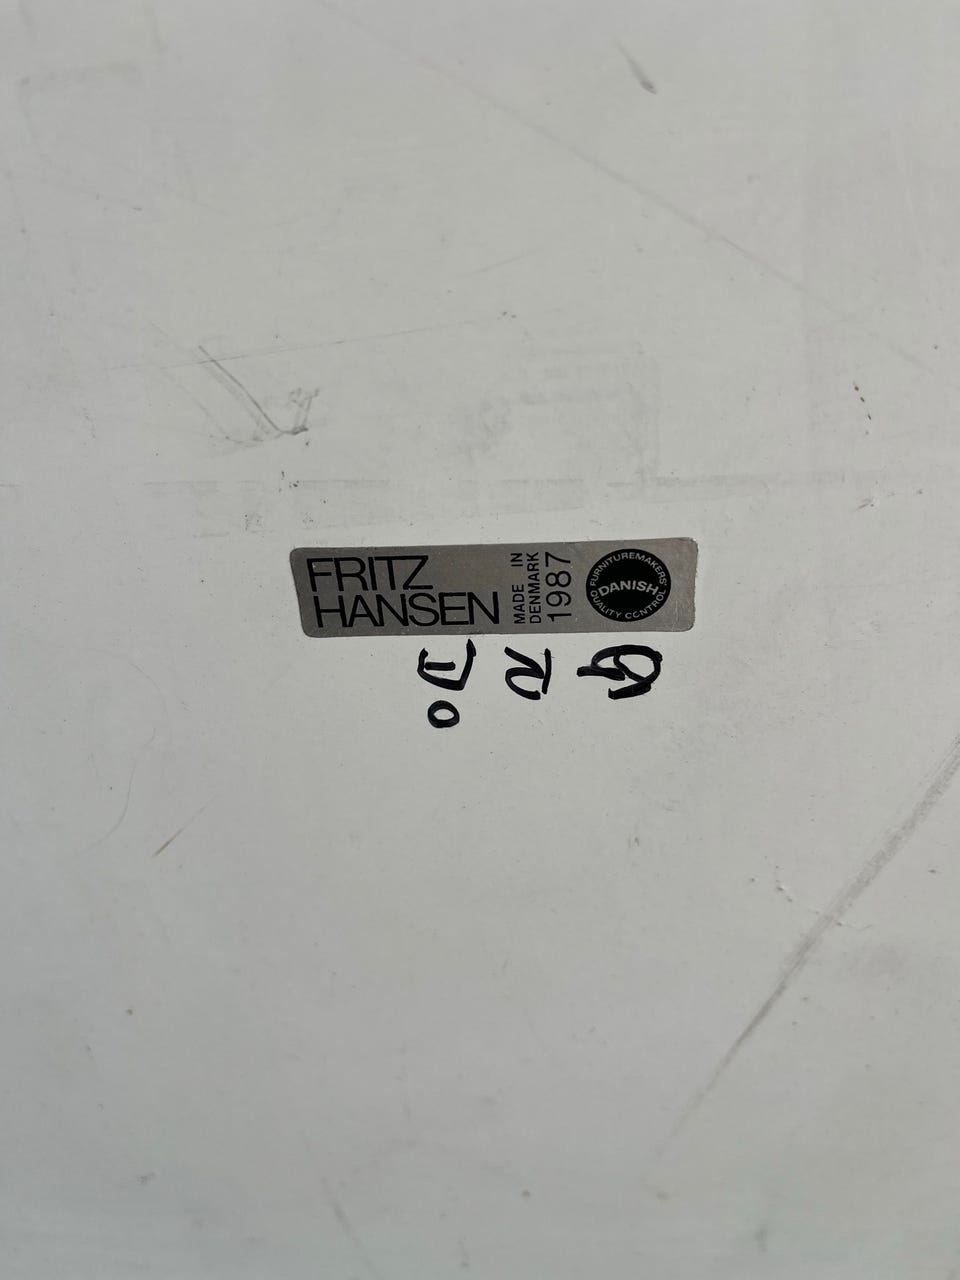 FRITZ
HANSEN
MADE IN
DENMARK
1987
FURNITUREMAKERS'
DANISH
QUALITY CONTROL